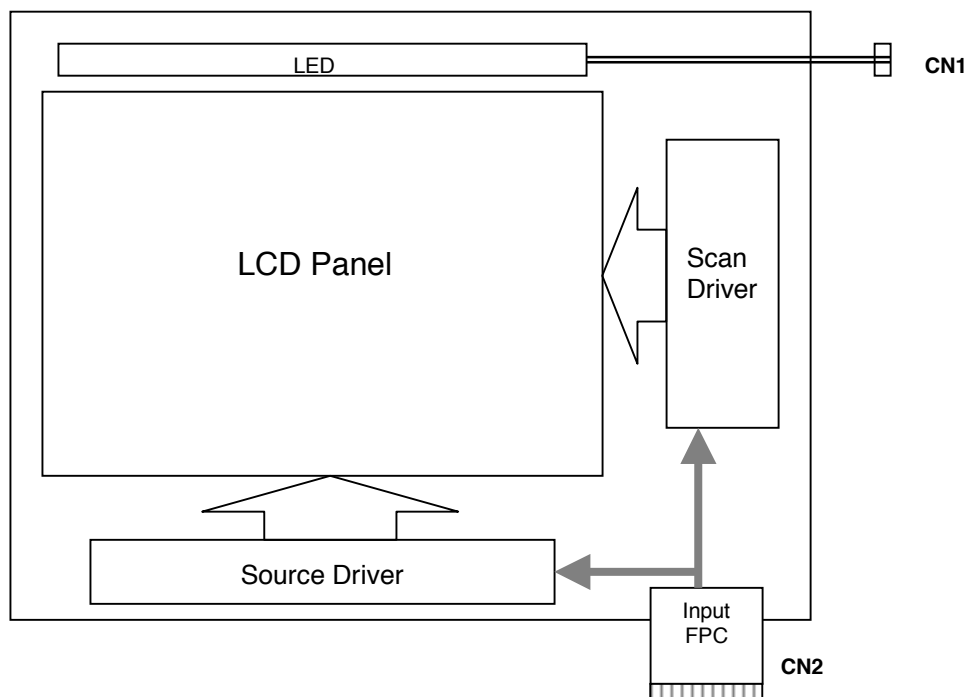 LED
CN1
LCD Panel
Scan
Driver
Source Driver
Input
FPC
CN2